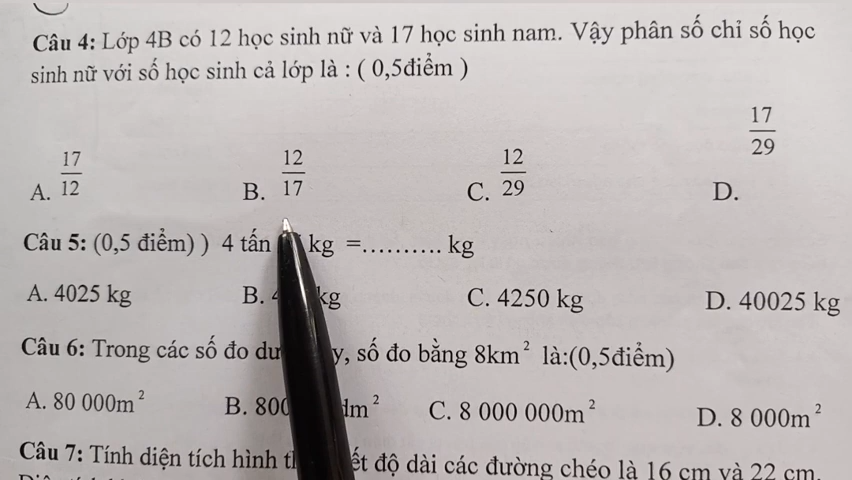 Câu 4: Lớp 4B có 12 học sinh nữ và 17 học sinh nam. Vậy phân số chỉ số học
sinh nữ với số học sinh cả lớp là : ( 0,5điểm )
A. 17/12 B. 12/17 C. 12/29 D. 17/29
Câu 5: (0,5 điểm) ) 4 tấn kg =.......... kg
A. 4025 kg B. kg C. 4250 kg D. 40025 kg
Câu 6: Trong các số đo , số đo bằng 8km² là:(0,5điểm)
A. 80 000m² B. C. 8 000 000m² D. 8 000m²
Câu 7: Tính diện tích hình độ dài các đường chéo là 16 cm và 22 cm.